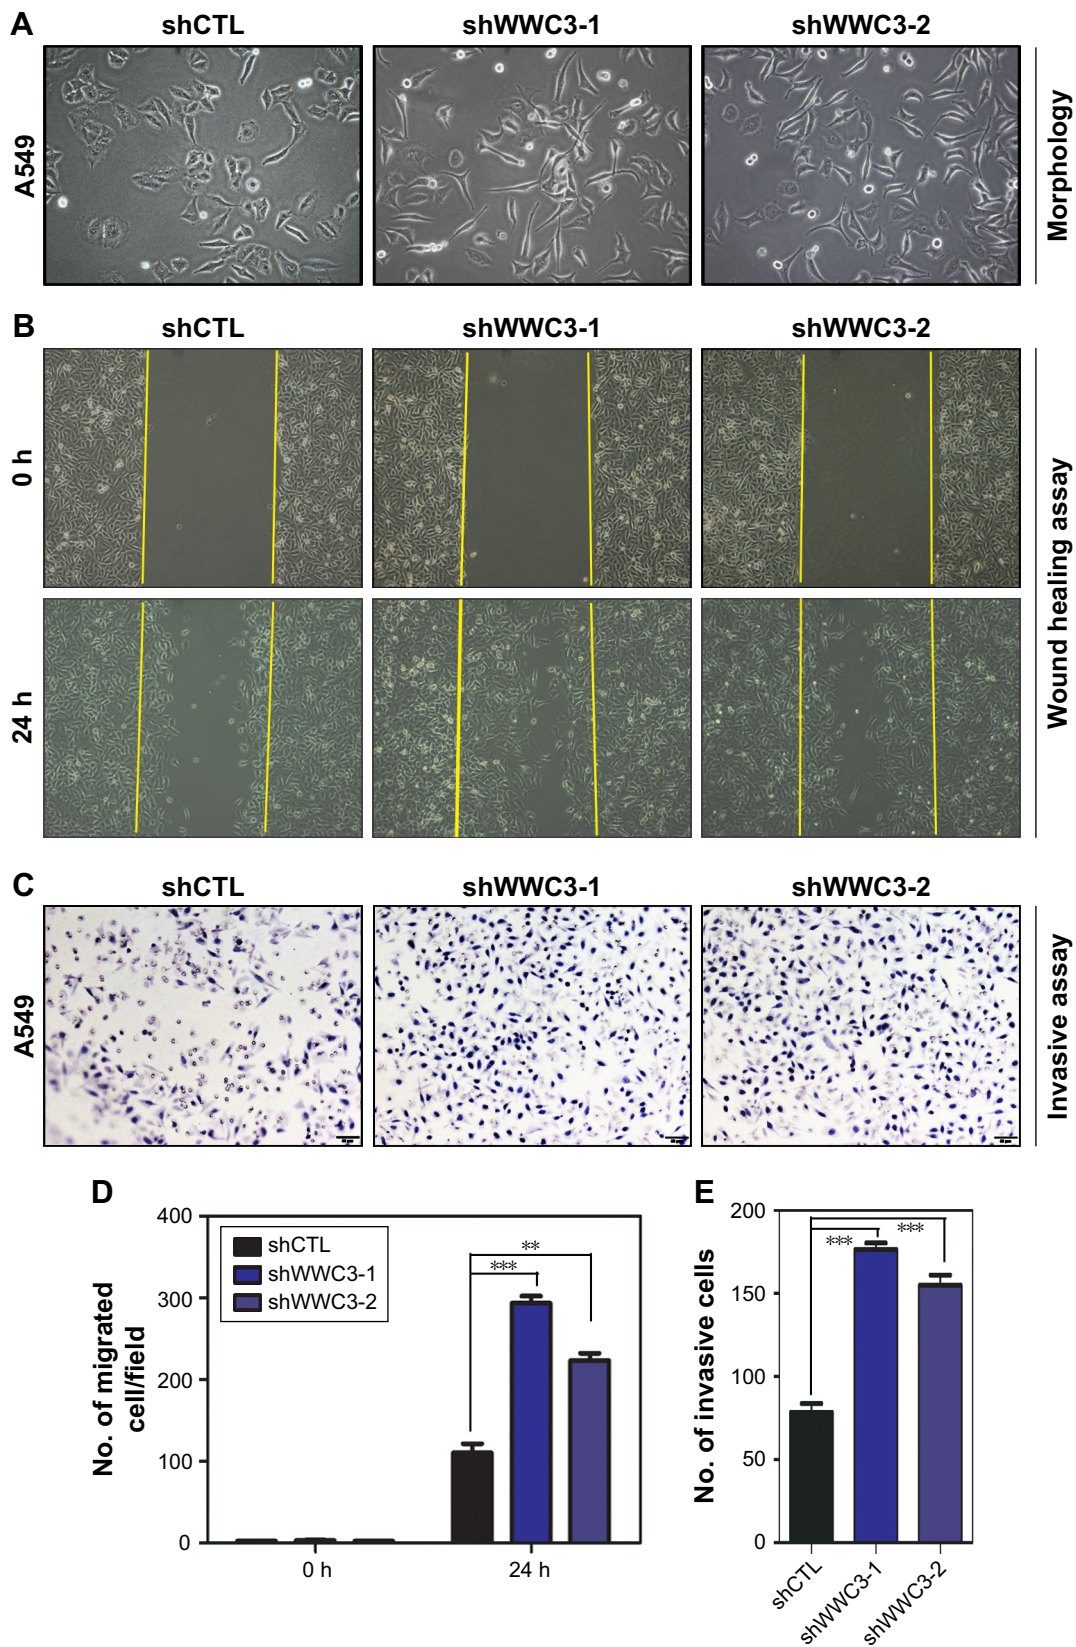 A
shCTL
shWWC3-1
shWWC3-2
A549
Morphology
B
shCTL
shWWC3-1
shWWC3-2
0 h
24 h
Wound healing assay
C
shCTL
shWWC3-1
shWWC3-2
A549
Invasive assay
D
No. of migrated
cell/field
400
300
200
100
0
shCTL
shWWC3-1
shWWC3-2
**
***
0 h
24 h
E
No. of invasive cells
200
150
100
50
0
***
***
shCTL
shWWC3-1
shWWC3-2